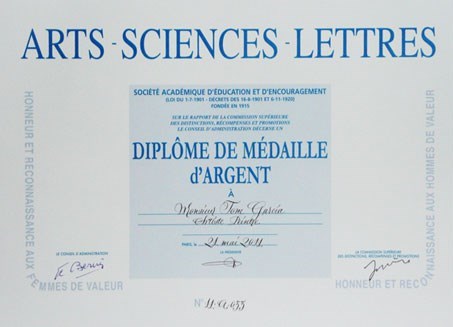 ARTS - SCIENCES - LETTRES
SOCIÉTÉ ACADÉMIQUE D'ÉDUCATION ET D'ENCOURAGEMENT
(LOI DU 1-7-1901 - DÉCRETS DES 16-8-1901 ET 6-11-1920)
FONDÉE EN 1915
SUR LE RAPPORT DE LA COMMISSION SUPÉRIEURE
DES DISTINCTIONS, RÉCOMPENSES ET PROMOTIONS
LE CONSEIL D'ADMINISTRATION DÉCERNE UN
DIPLÔME DE MÉDAILLE
d'ARGENT
À
Monsieur Tom Garcia
Artiste Peintre
PARIS, le 21 mai 2011
LE PRÉSIDENT
LE CONSEIL D'ADMINISTRATION
LA COMMISSION SUPÉRIEURE
DES DISTINCTIONS, RÉCOMPENSES ET PROMOTIONS
HONNEUR ET RECONNAISSANCE AUX FEMMES DE VALEUR
HONNEUR ET RECONNAISSANCE AUX HOMMES DE VALEUR
N°